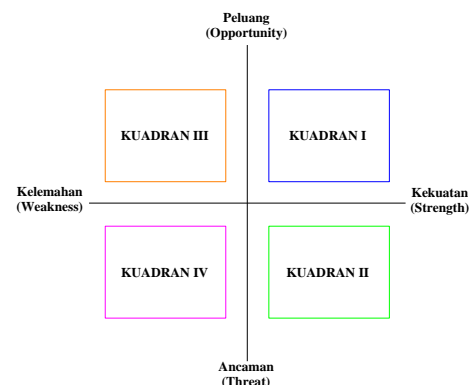 Peluang
(Opportunity)
KUADRAN III
KUADRAN I
Kelemahan
(Weakness)
Kekuatan
(Strength)
KUADRAN IV
KUADRAN II
Ancaman
(Threat)